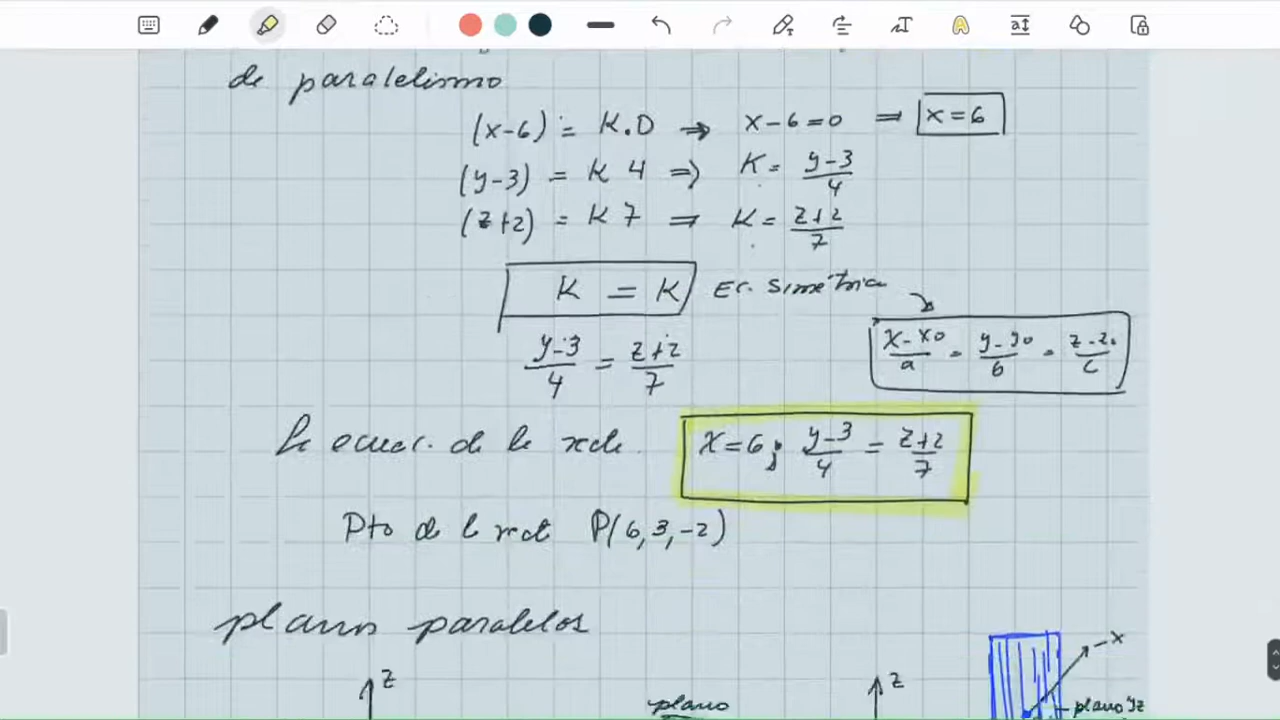 de paralelismo
(x-6) = K.0 ⇒ x-6=0 ⇒ x=6
(y-3) = K 4 ⇒ K = (y-3)/4
(z+2) = K 7 ⇒ K = (z+2)/7
K = K Ec. Simétrica
(y-3)/4 = (z+2)/7
(x-x0)/a = (y-y0)/b = (z-z0)/c
la ecuac. de la recta. x=6; (y-3)/4 = (z+2)/7
Pto de la recta P(6,3,-2)
planos paralelos
z
plano
z
-x
plano yz